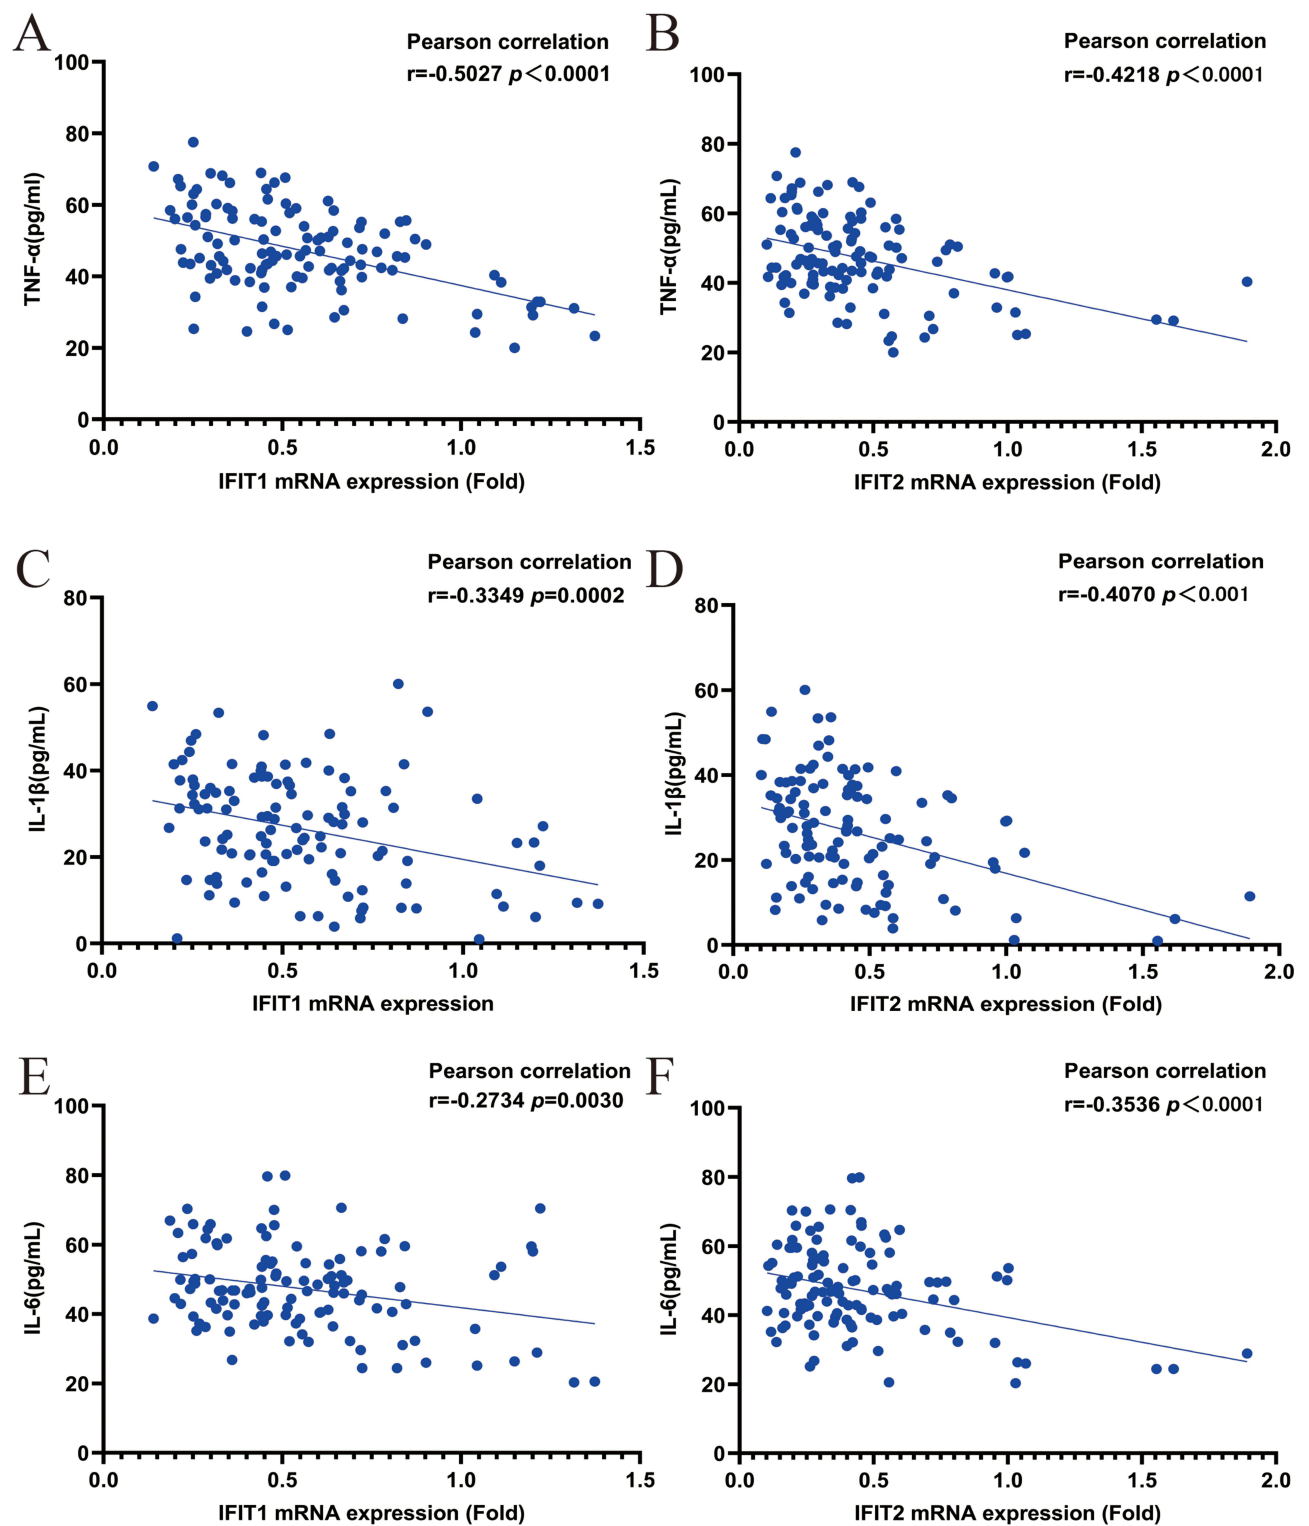 A
Pearson correlation
r=-0.5027 p＜0.0001
100
80
60
40
20
0
TNF-α(pg/ml)
0.0 0.5 1.0 1.5
IFIT1 mRNA expression (Fold)
B
Pearson correlation
r=-0.4218 p＜0.0001
100
80
60
40
20
0
TNF-α(pg/mL)
0.0 0.5 1.0 1.5 2.0
IFIT2 mRNA expression (Fold)
C
Pearson correlation
r=-0.3349 p=0.0002
80
60
40
20
0
IL-1β(pg/mL)
0.0 0.5 1.0 1.5
IFIT1 mRNA expression
D
Pearson correlation
r=-0.4070 p＜0.001
80
60
40
20
0
IL-1β(pg/mL)
0.0 0.5 1.0 1.5 2.0
IFIT2 mRNA expression (Fold)
E
Pearson correlation
r=-0.2734 p=0.0030
100
80
60
40
20
0
IL-6(pg/mL)
0.0 0.5 1.0 1.5
IFIT1 mRNA expression (Fold)
F
Pearson correlation
r=-0.3536 p＜0.0001
100
80
60
40
20
0
IL-6(pg/mL)
0.0 0.5 1.0 1.5 2.0
IFIT2 mRNA expression (Fold)